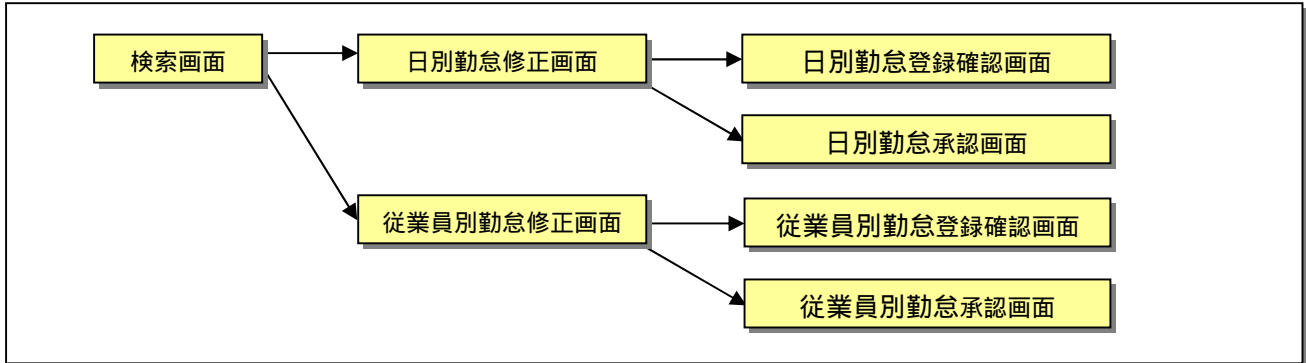 検索画面
日別勤怠修正画面
日別勤怠登録確認画面
日別勤怠承認画面
従業員別勤怠修正画面
従業員別勤怠登録確認画面
従業員別勤怠承認画面